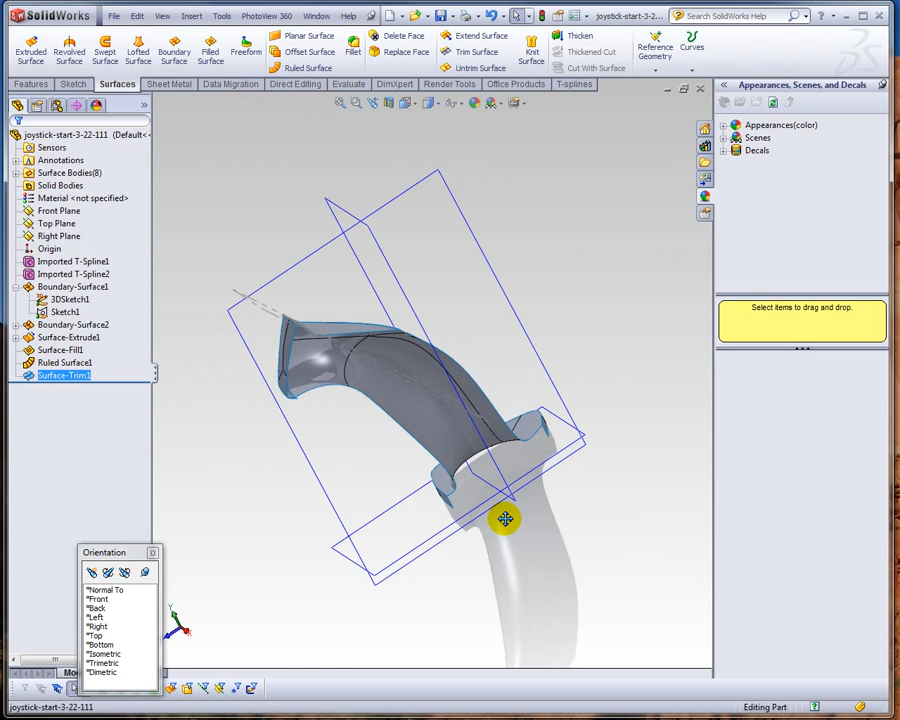 SolidWorks File Edit View Insert Tools PhotoView 360 Window Help joystick-start-3-22-111 (Default<... Search SolidWorks Help
Extruded Surface
Revolved Surface
Swept Surface
Lofted Surface
Boundary Surface
Filled Surface
Freeform
Planar Surface
Offset Surface
Ruled Surface
Fillet
Delete Face
Replace Face
Extend Surface
Trim Surface
Untrim Surface
Knit Surface
Thicken
Thickened Cut
Cut With Surface
Reference Geometry
Curves
Features Sketch Surfaces Sheet Metal Data Migration Direct Editing Evaluate DimXpert Render Tools Office Products T-splines
Appearances, Scenes, and Decals
Appearances(color)
Scenes
Decals
Select items to drag and drop.
joystick-start-3-22-111 (Default<
Sensors
Annotations
Surface Bodies(8)
Solid Bodies
Material <not specified>
Front Plane
Top Plane
Right Plane
Origin
Imported T-Spline1
Imported T-Spline2
Boundary-Surface1
3DSketch1
Sketch1
Boundary-Surface2
Surface-Extrude1
Surface-Fill1
Ruled Surface1
Surface-Trim1
Orientation
*Normal To
*Front
*Back
*Left
*Right
*Top
*Bottom
*Isometric
*Trimetric
*Dimetric
Y
joystick-start-3-22-111
Editing Part